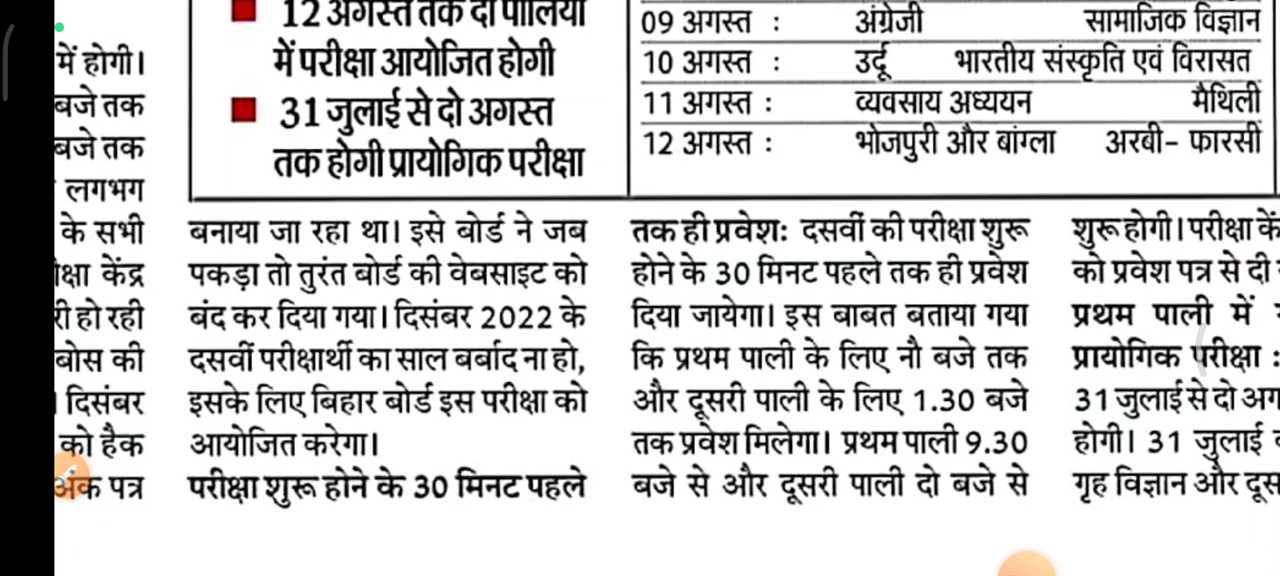 12 अगस्त तक दो पालियों
में परीक्षा आयोजित होगी
31 जुलाई से दो अगस्त
तक होगी प्रायोगिक परीक्षा
09 अगस्त : अंग्रेजी सामाजिक विज्ञान
10 अगस्त : उर्दू भारतीय संस्कृति एवं विरासत
11 अगस्त : व्यवसाय अध्ययन मैथिली
12 अगस्त : भोजपुरी और बांग्ला अरबी- फारसी
में होगी।
बजे तक
बजे तक
लगभग
के सभी
केंद्र
हो रही
बोस की
दिसंबर
को हैक
अंक पत्र
बनाया जा रहा था। इसे बोर्ड ने जब
पकड़ा तो तुरंत बोर्ड की वेबसाइट को
बंद कर दिया गया। दिसंबर 2022 के
दसवीं परीक्षार्थी का साल बर्बाद ना हो,
इसके लिए बिहार बोर्ड इस परीक्षा को
आयोजित करेगा।
परीक्षा शुरू होने के 30 मिनट पहले
तक ही प्रवेश: दसवीं की परीक्षा शुरू
होने के 30 मिनट पहले तक ही प्रवेश
दिया जायेगा। इस बाबत बताया गया
कि प्रथम पाली के लिए नौ बजे तक
और दूसरी पाली के लिए 1.30 बजे
तक प्रवेश मिलेगा। प्रथम पाली 9.30
बजे से और दूसरी पाली दो बजे से
शुरू होगी। परीक्षा कें
को प्रवेश पत्र से दी
प्रथम पाली में
प्रायोगिक परीक्षा :
31 जुलाई से दो अग
होगी। 31 जुलाई
गृह विज्ञान और दूस